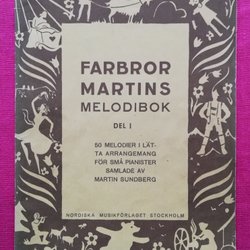 FARBROR
MARTINS
MELODIBOK
DEL I
50 MELODIER I LÄT-
TA ARRANGEMANG
FÖR SMÅ PIANISTER
SAMLADE AV
MARTIN SUNDBERG
NORDISKA MUSIKFÖRLAGET STOCKHOLM